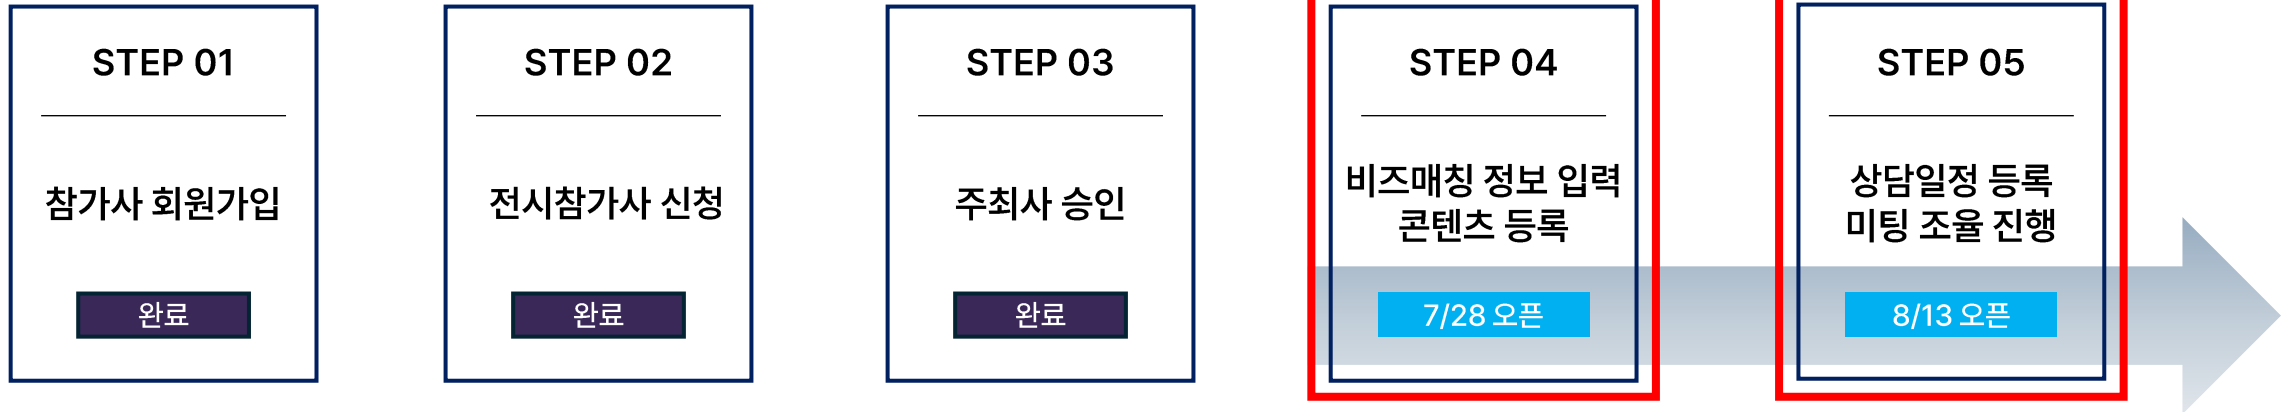 STEP 01
참가사 회원가입
완료
STEP 02
전시참가사 신청
완료
STEP 03
주최사 승인
완료
STEP 04
비즈매칭 정보 입력
콘텐츠 등록
7/28 오픈
STEP 05
상담일정 등록
미팅 조율 진행
8/13 오픈